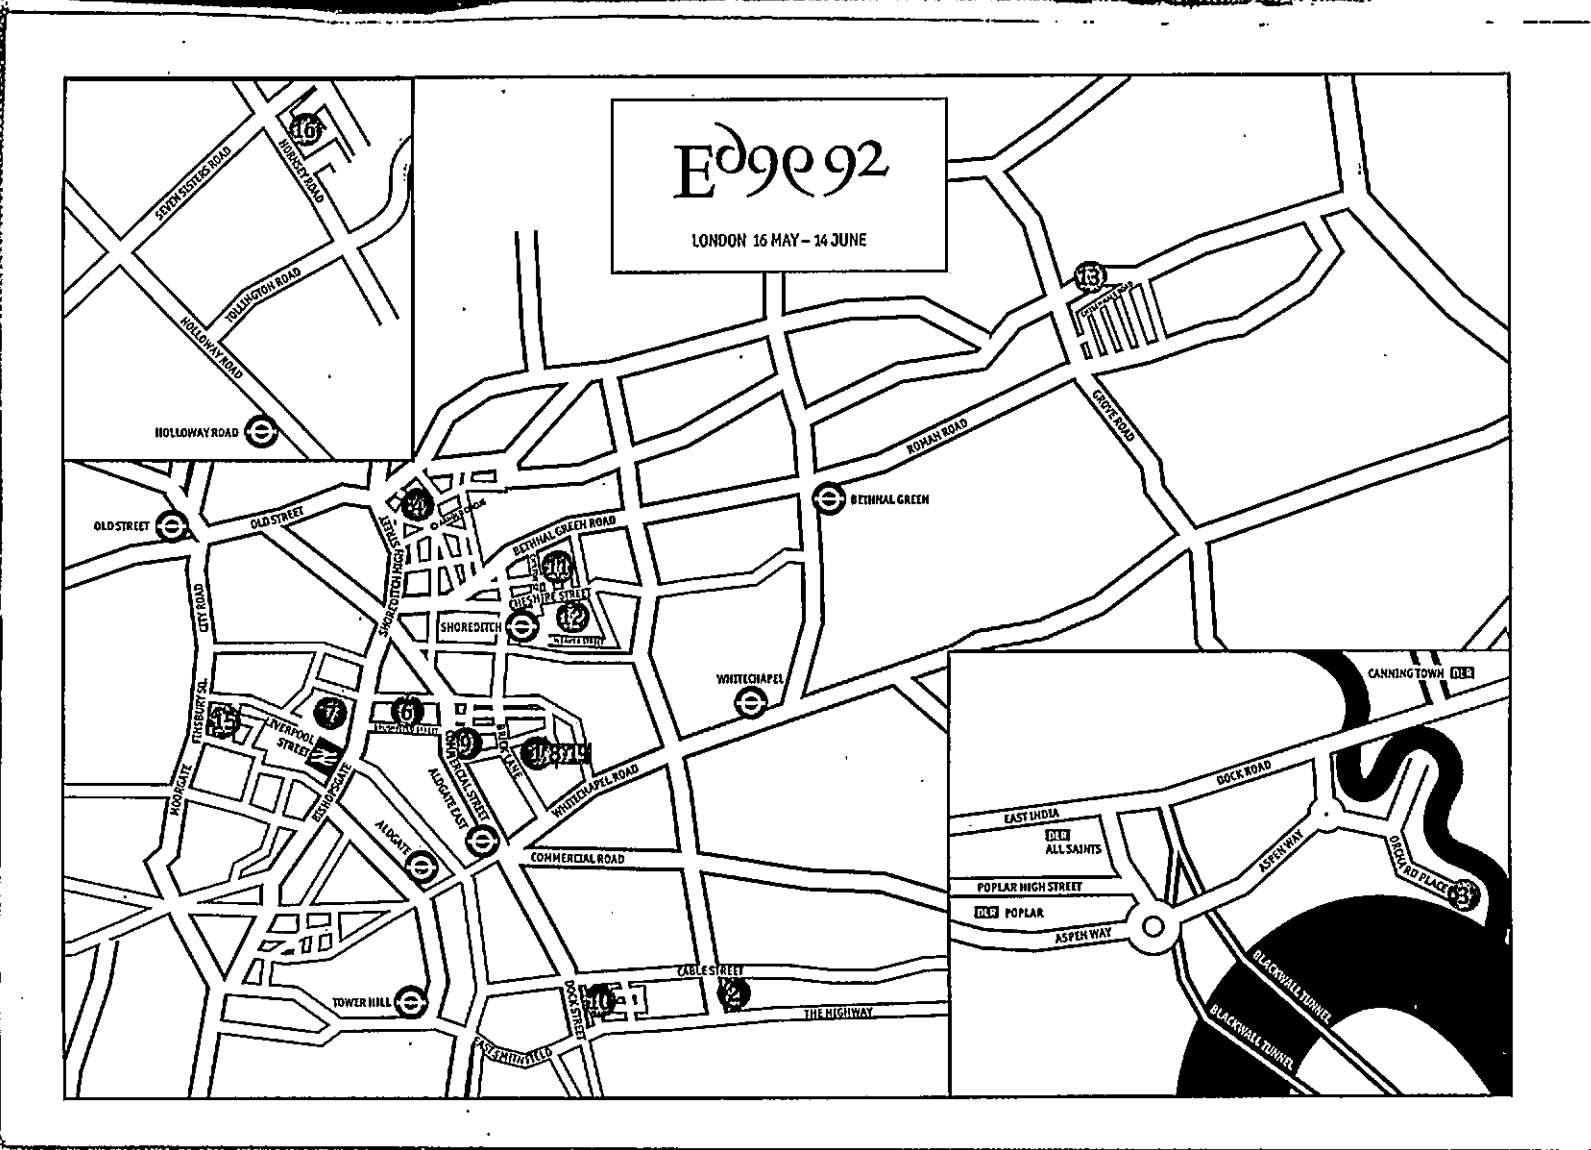 Edge 92
LONDON 16 MAY – 14 JUNE
16
SEVEN SISTERS ROAD
HORNSEY ROAD
TOLLINGTON ROAD
HOLLOWAY ROAD
HOLLOWAY ROAD
13
GROVE ROAD
ROMAN ROAD
BETHNAL GREEN
OLD STREET
OLD STREET
4
BETHNAL GREEN ROAD
11
CHESHIRE STREET
12
SHOREDITCH
SHOREDITCH HIGH STREET
CITY ROAD
WHITECHAPEL
FINSBURY SQ.
15
LIVERPOOL
STREET
7
6
9
BRICK LANE
COMMERCIAL STREET
ALDGATE EAST
WHITECHAPEL ROAD
MOORGATE
BISHOPSGATE
ALDGATE
COMMERCIAL ROAD
TOWER HILL
CABLE STREET
DOCK STREET
10
2
THE HIGHWAY
EAST SMITHFIELD
CANNING TOWN DLR
DOCK ROAD
EAST INDIA
DLR
ALL SAINTS
ASPEN WAY
ORCHARD PLACE
3
POPLAR HIGH STREET
DLR POPLAR
ASPEN WAY
BLACKWALL TUNNEL
BLACKWALL TUNNEL